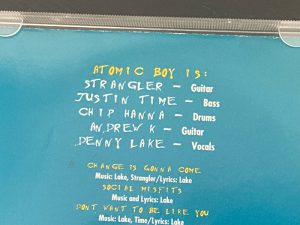 ATOMIC BOY IS:
STRANGLER – Guitar
JUSTIN TIME – Bass
CHIP HANNA – Drums
ANDREW K – Guitar
DENNY LAKE – Vocals
CHANGE IS GONNA COME
Music: Lake, Strangler/Lyrics: Lake
SOCIAL MISFITS
Music and Lyrics: Lake
DONT WANT TO BE LIKE YOU
Music: Lake, Time/Lyrics: Lake